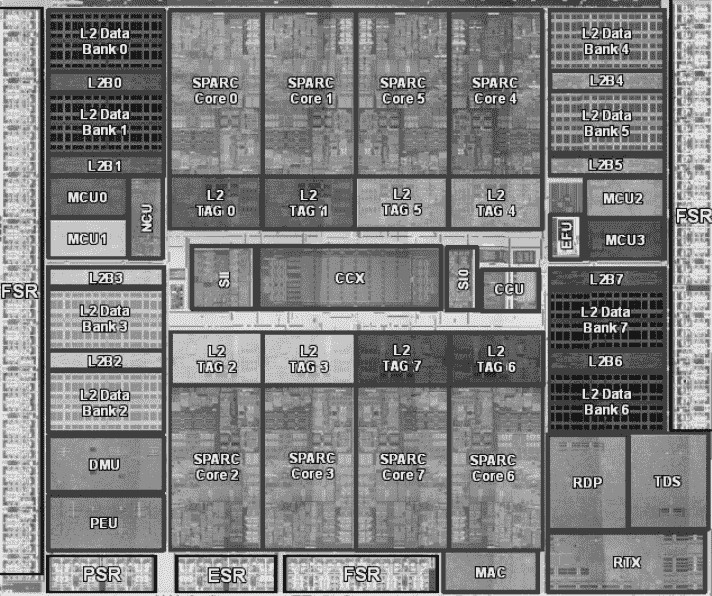 L2 Data
Bank 0
L2B0
L2 Data
Bank 1
L2B1
MCU0
MCU1
NCU
SPARC
Core 0
SPARC
Core 1
SPARC
Core 5
SPARC
Core 4
L2
TAG 0
L2
TAG 1
L2
TAG 5
L2
TAG 4
L2 Data
Bank 4
L2B4
L2 Data
Bank 5
L2B5
MCU2
EFU
MCU3
FSR
FSR
SII
CCX
SIO
CCU
L2B3
L2 Data
Bank 3
L2B2
L2 Data
Bank 2
DMU
PEU
L2
TAG 2
L2
TAG 3
L2
TAG 7
L2
TAG 6
SPARC
Core 2
SPARC
Core 3
SPARC
Core 7
SPARC
Core 6
L2B7
L2 Data
Bank 7
L2B6
L2 Data
Bank 6
RDP
TDS
RTX
PSR
ESR
FSR
MAC